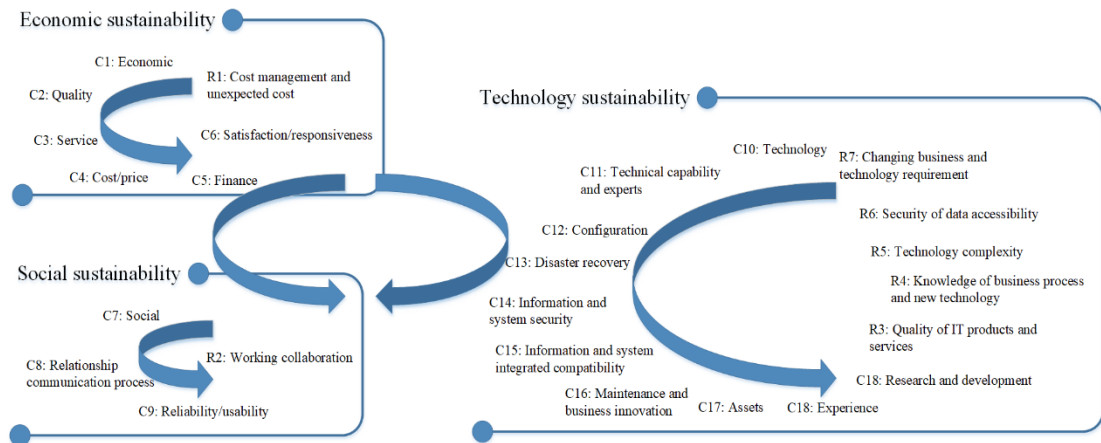 Economic sustainability
C1: Economic
R1: Cost management and
unexpected cost
C2: Quality
C3: Service
C6: Satisfaction/responsiveness
C4: Cost/price
C5: Finance
Social sustainability
C7: Social
C8: Relationship
communication process
R2: Working collaboration
C9: Reliability/usability
Technology sustainability
C10: Technology
R7: Changing business and
technology requirement
C11: Technical capability
and experts
R6: Security of data accessibility
C12: Configuration
R5: Technology complexity
C13: Disaster recovery
R4: Knowledge of business process
and new technology
C14: Information and
system security
R3: Quality of IT products and
services
C15: Information and system
integrated compatibility
C18: Research and development
C16: Maintenance and
business innovation
C17: Assets
C18: Experience